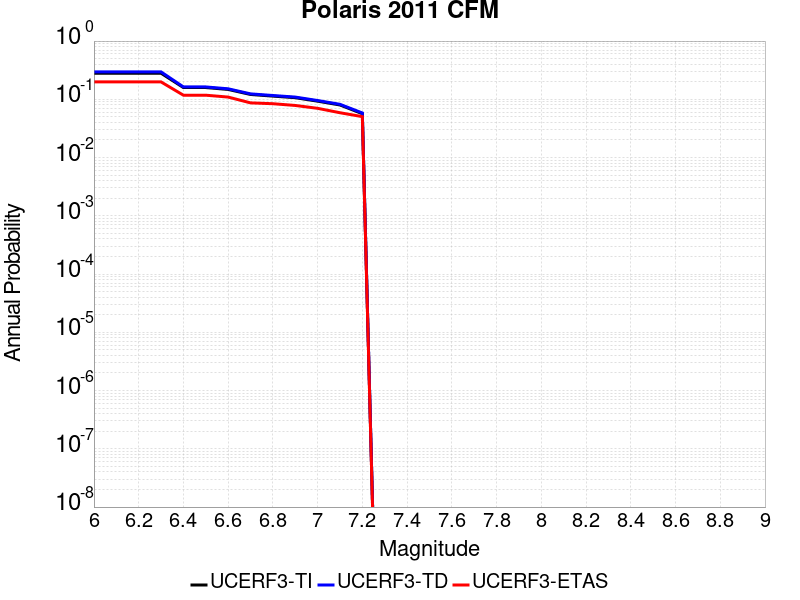 Polaris 2011 CFM
Annual Probability
10^0
10^-1
10^-2
10^-3
10^-4
10^-5
10^-6
10^-7
10^-8
6 6.2 6.4 6.6 6.8 7 7.2 7.4 7.6 7.8 8 8.2 8.4 8.6 8.8 9
Magnitude
UCERF3-TI UCERF3-TD UCERF3-ETAS